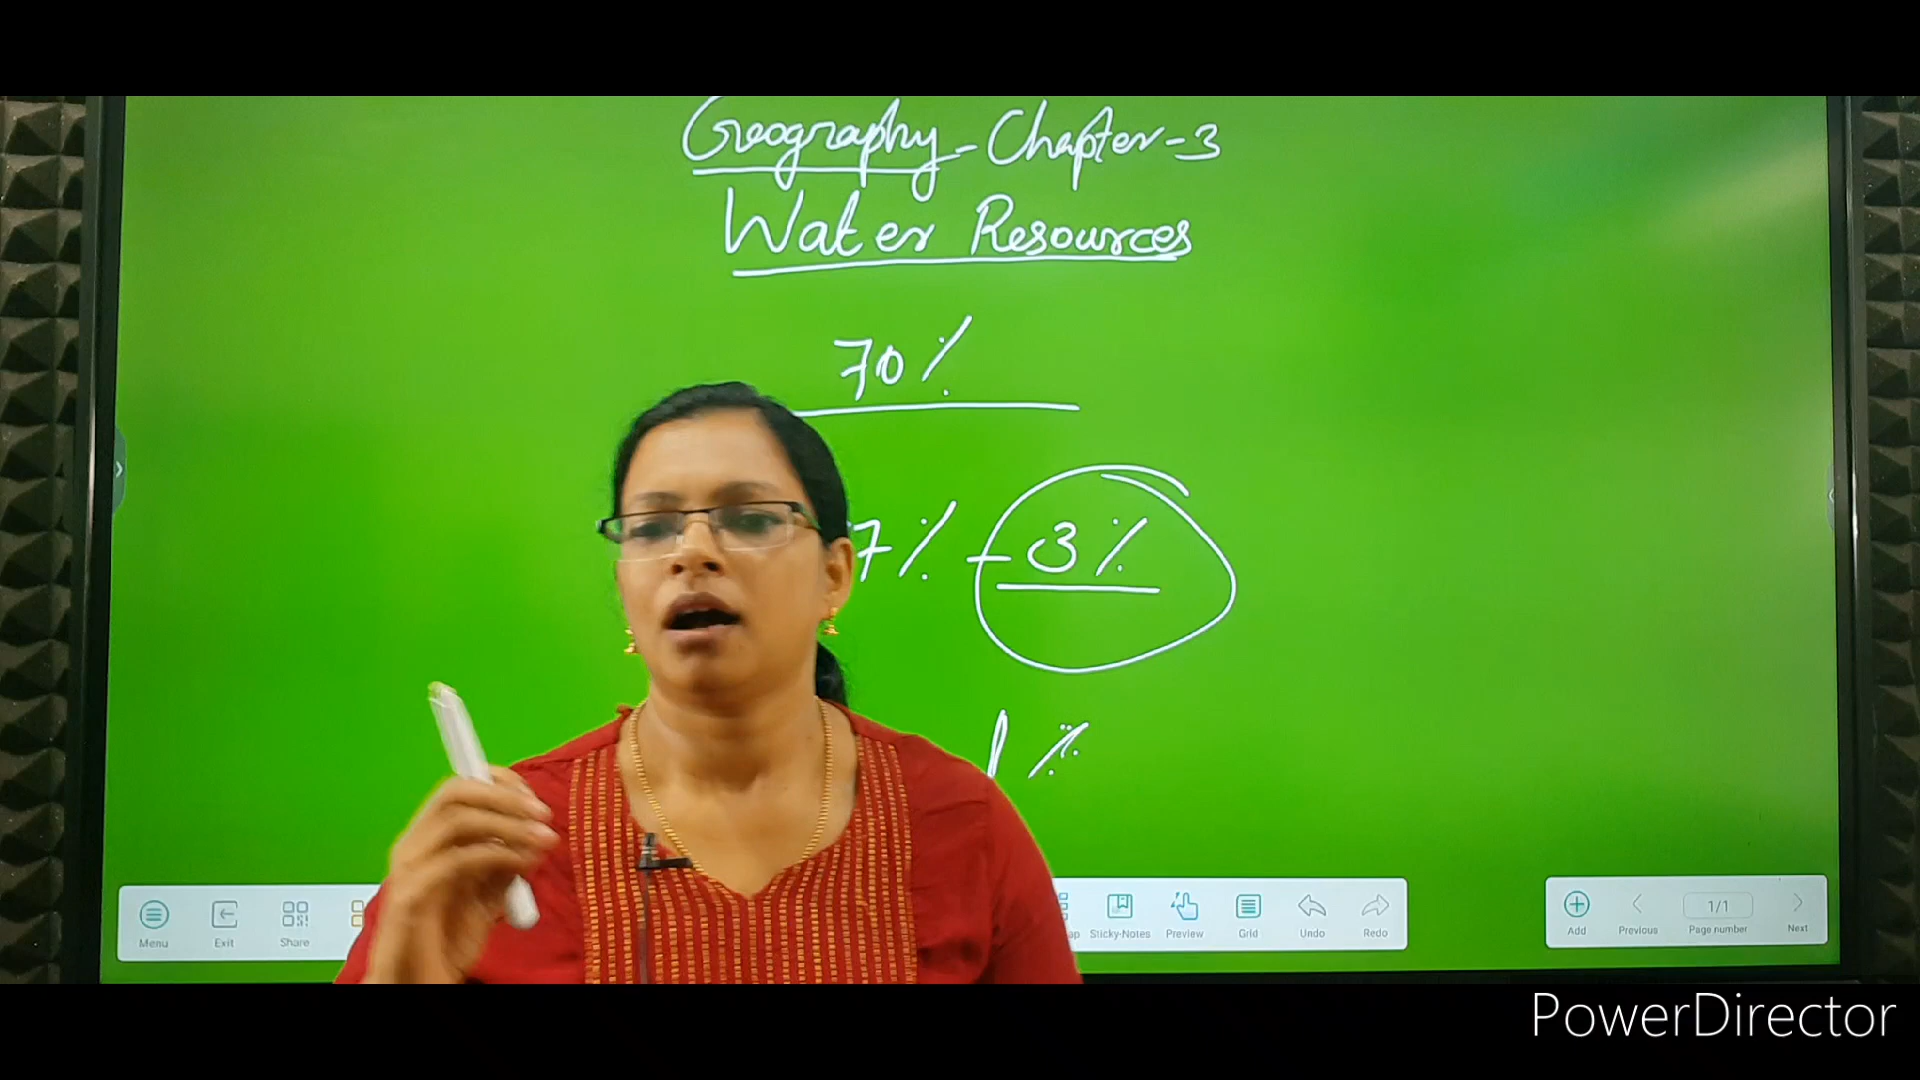 Geography - Chapter - 3
Water Resources
70%
7% - 3%
1%
Menu
Exit
Share
Sticky-Notes
Preview
Grid
Undo
Redo
Add
Previous
1/1
Page number
Next
PowerDirector